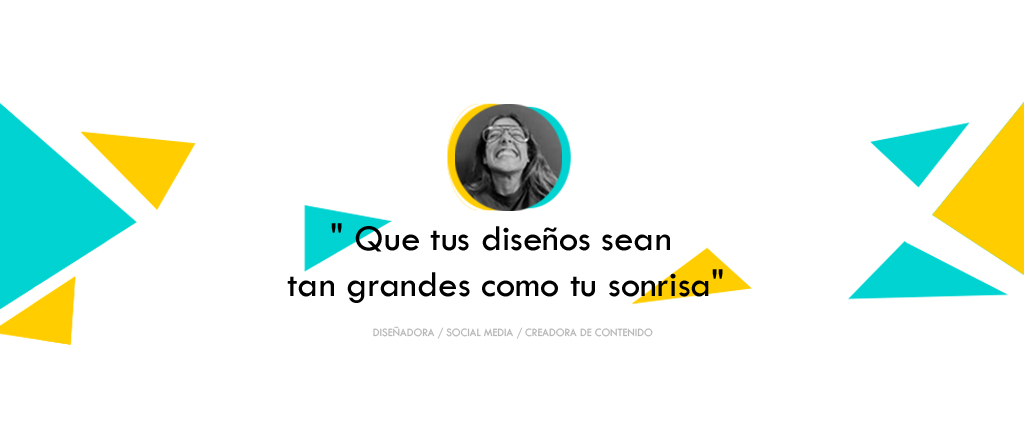 " Que tus diseños sean
tan grandes como tu sonrisa"
DISEÑADORA / SOCIAL MEDIA / CREADORA DE CONTENIDO